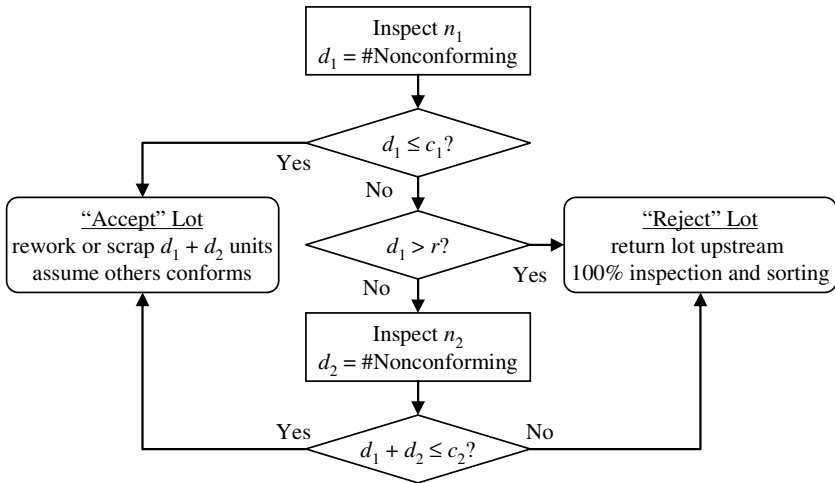 Inspect n₁
d₁ = #Nonconforming
d₁ ≤ c₁?
Yes
No
“Accept” Lot
rework or scrap d₁ + d₂ units
assume others conforms
d₁ > r?
“Reject” Lot
return lot upstream
100% inspection and sorting
Yes
No
Inspect n₂
d₂ = #Nonconforming
Yes
No
d₁ + d₂ ≤ c₂?